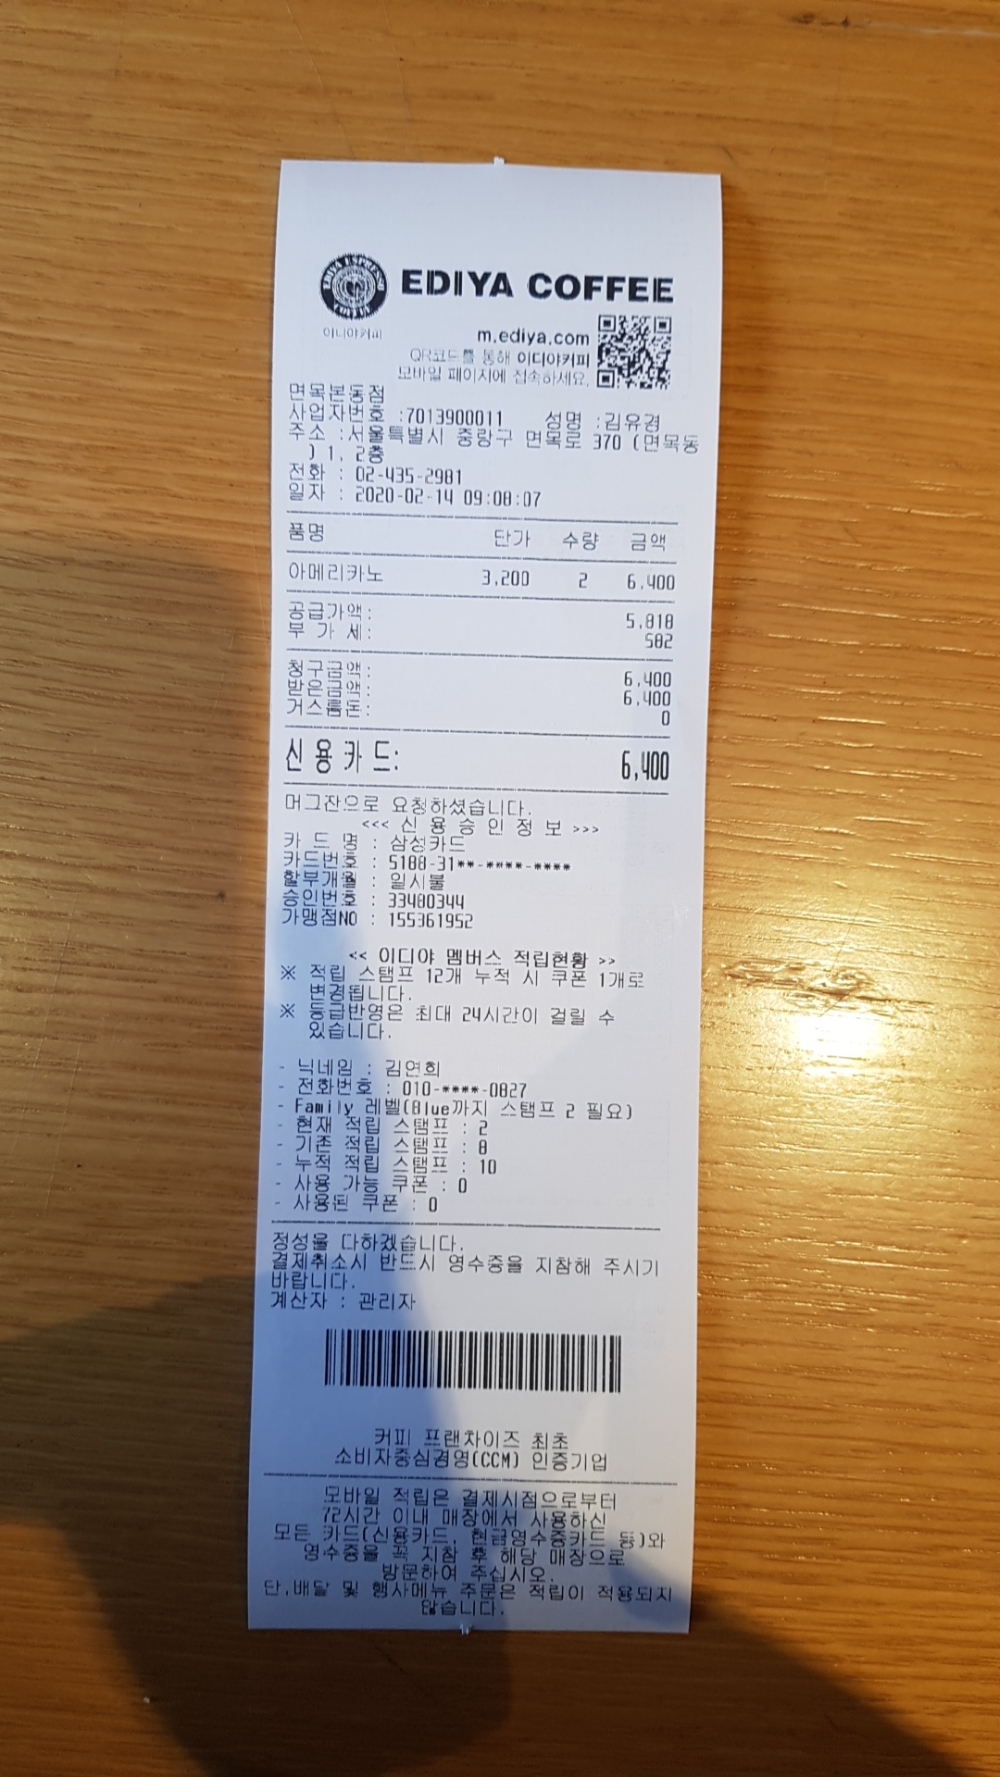 EDIYA ESPRESSO COFFEE
EDIYA COFFEE
이디야커피
m.ediya.com
QR코드를 통해 이디야커피
모바일 페이지에 접속하세요.
면목본동점
사업자번호 :7013900011 성명 :김유경
주소 :서울특별시 중랑구 면목로 370 (면목동
) 1, 2층
전화 : 02-435-2981
일자 : 2020-02-14 09:08:07
품명 단가 수량 금액
아메리카노 3,200 2 6,400
공급가액: 5,818
부 가 세: 582
청구금액: 6,400
받은금액: 6,400
거스름돈: 0
신용카드: 6,400
머그잔으로 요청하셨습니다.
<<< 신 용 승 인 정 보 >>>
카 드 명 : 삼성카드
카드번호 : 5188-31**-****-****
할부개월 : 일시불
승인번호 : 33480344
가맹점NO : 155361952
<< 이디야 멤버스 적립현황 >>
※ 적립 스탬프 12개 누적 시 쿠폰 1개로
변경됩니다.
※ 등급반영은 최대 24시간이 걸릴 수
있습니다.
- 닉네임 : 김연희
- 전화번호 : 010-****-0827
- Family 레벨(Blue까지 스탬프 2 필요)
- 현재 적립 스탬프 : 2
- 기존 적립 스탬프 : 8
- 누적 적립 스탬프 : 10
- 사용 가능 쿠폰 : 0
- 사용된 쿠폰 : 0
정성을 다하겠습니다.
결제취소시 반드시 영수증을 지참해 주시기
바랍니다.
계산자 : 관리자
커피 프랜차이즈 최초
소비자중심경영(CCM) 인증기업
모바일 적립은 결제시점으로부터
72시간 이내 매장에서 사용하신
모든 카드(신용카드, 현금영수증카드 등)와
영수증을 꼭 지참 후 해당 매장으로
방문하여 주십시오.
단,배달 및 행사메뉴 주문은 적립이 적용되지
않습니다.